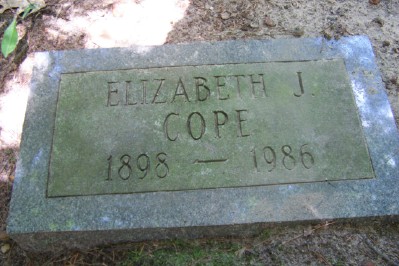 ELIZABETH J
COPE
1898 — 1986